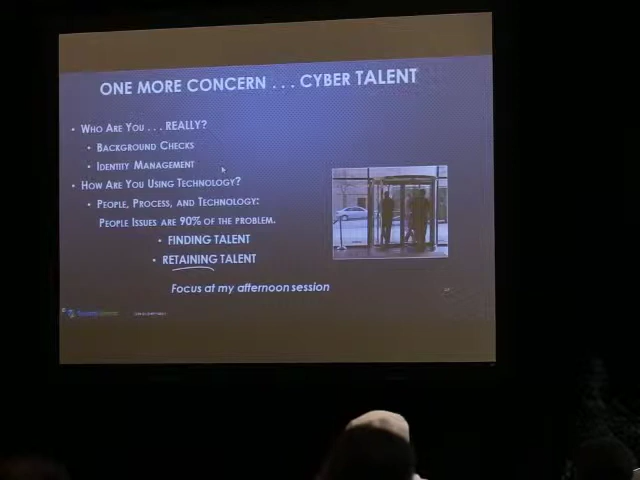 ONE MORE CONCERN . . . CYBER TALENT
• WHO ARE YOU . . . REALLY?
• BACKGROUND CHECKS
• IDENTITY MANAGEMENT
• HOW ARE YOU USING TECHNOLOGY?
• PEOPLE, PROCESS, AND TECHNOLOGY:
PEOPLE ISSUES ARE 90% OF THE PROBLEM.
• FINDING TALENT
• RETAINING TALENT
Focus at my afternoon session